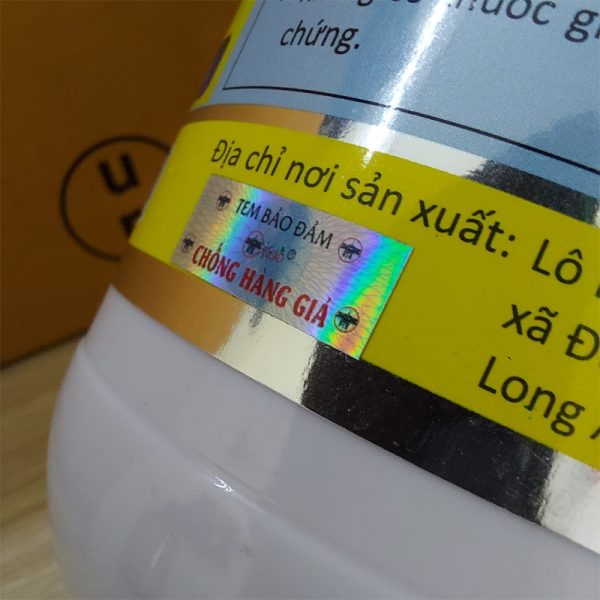 chứng.
Địa chỉ nơi sản xuất: Lô
xã
Long
TEM BẢO ĐẢM
CHỐNG HÀNG GIẢ
u